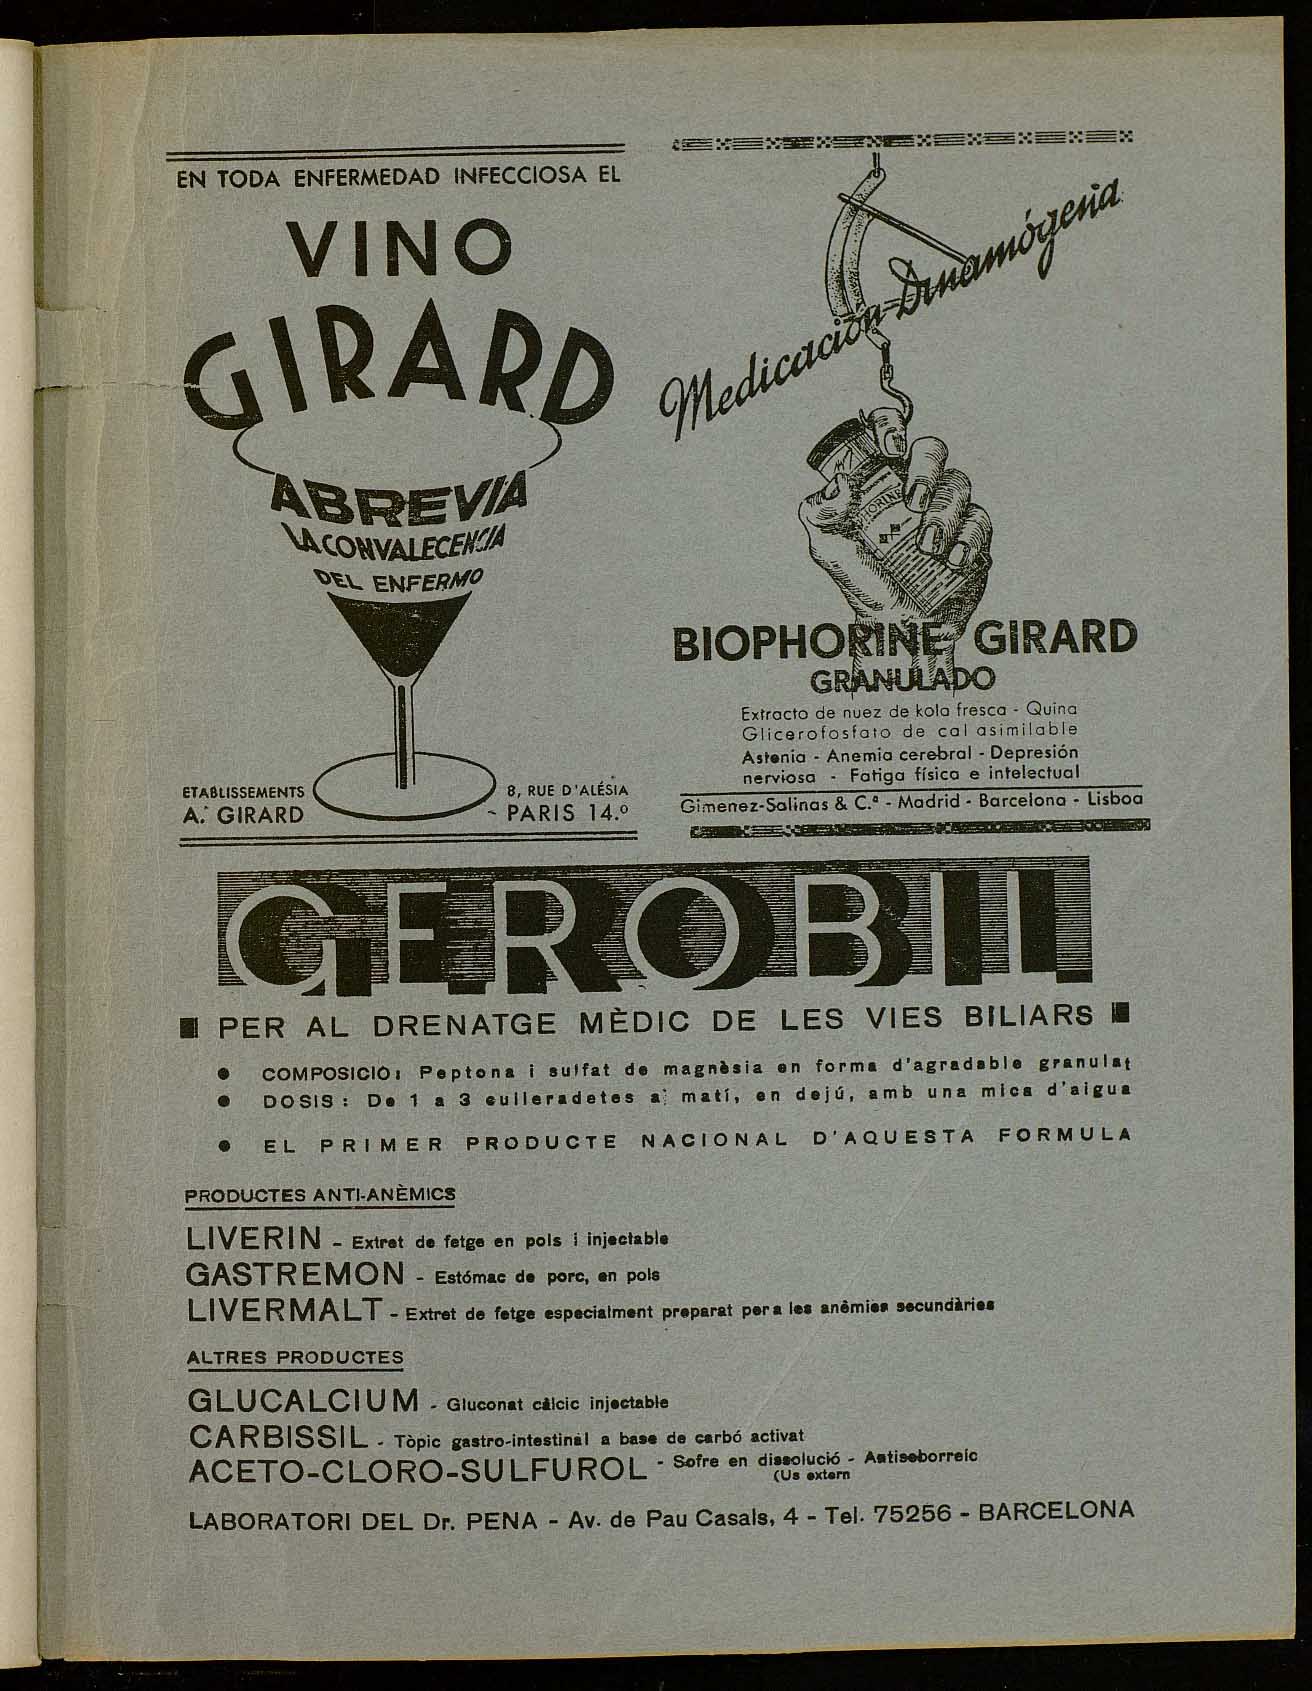 EN TODA ENFERMEDAD INFECCIOSA EL
VINO
GIRARD
ABREVIA
LA CONVALECENCIA
DEL ENFERMO
ETABLISSEMENTS
A. GIRARD
8, RUE D'ALÉSIA
- PARIS 14.º
Medicación Dinamógena
BIOPHORINE GIRARD
GRANULADO
Extracto de nuez de kola fresca - Quina
Glicerofosfato de cal asimilable
Astenia - Anemia cerebral - Depresión
nerviosa - Fatiga física e intelectual
Gimenez-Salinas & C.ª - Madrid - Barcelona - Lisboa
GEROBIL
PER AL DRENATGE MÈDIC DE LES VIES BILIARS
● COMPOSICIÓ: Peptona i sulfat de magnèsia en forma d'agradable granulat
● DOSIS: De 1 a 3 culleradetes al matí, en dejú, amb una mica d'aigua
● EL PRIMER PRODUCTE NACIONAL D'AQUESTA FORMULA
PRODUCTES ANTI-ANÈMICS
LIVERIN - Extret de fetge en pols i injectable
GASTREMON - Estómac de porc, en pols
LIVERMALT - Extret de fetge especialment preparat per a les anèmies secundàries
ALTRES PRODUCTES
GLUCALCIUM - Gluconat càlcic injectable
CARBISSIL - Tòpic gastro-intestinal a base de carbó activat
ACETO-CLORO-SULFUROL - Sofre en dissolució - Antiseborreic
(Us extern
LABORATORI DEL Dr. PENA - Av. de Pau Casals, 4 - Tel. 75256 - BARCELONA